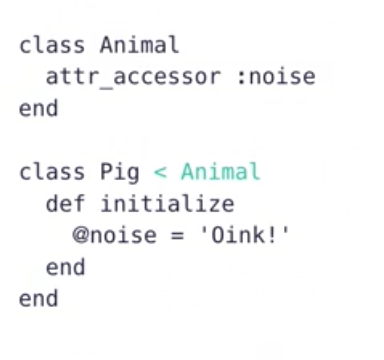 class Animal
  attr_accessor :noise
end

class Pig < Animal
  def initialize
    @noise = 'Oink!'
  end
end